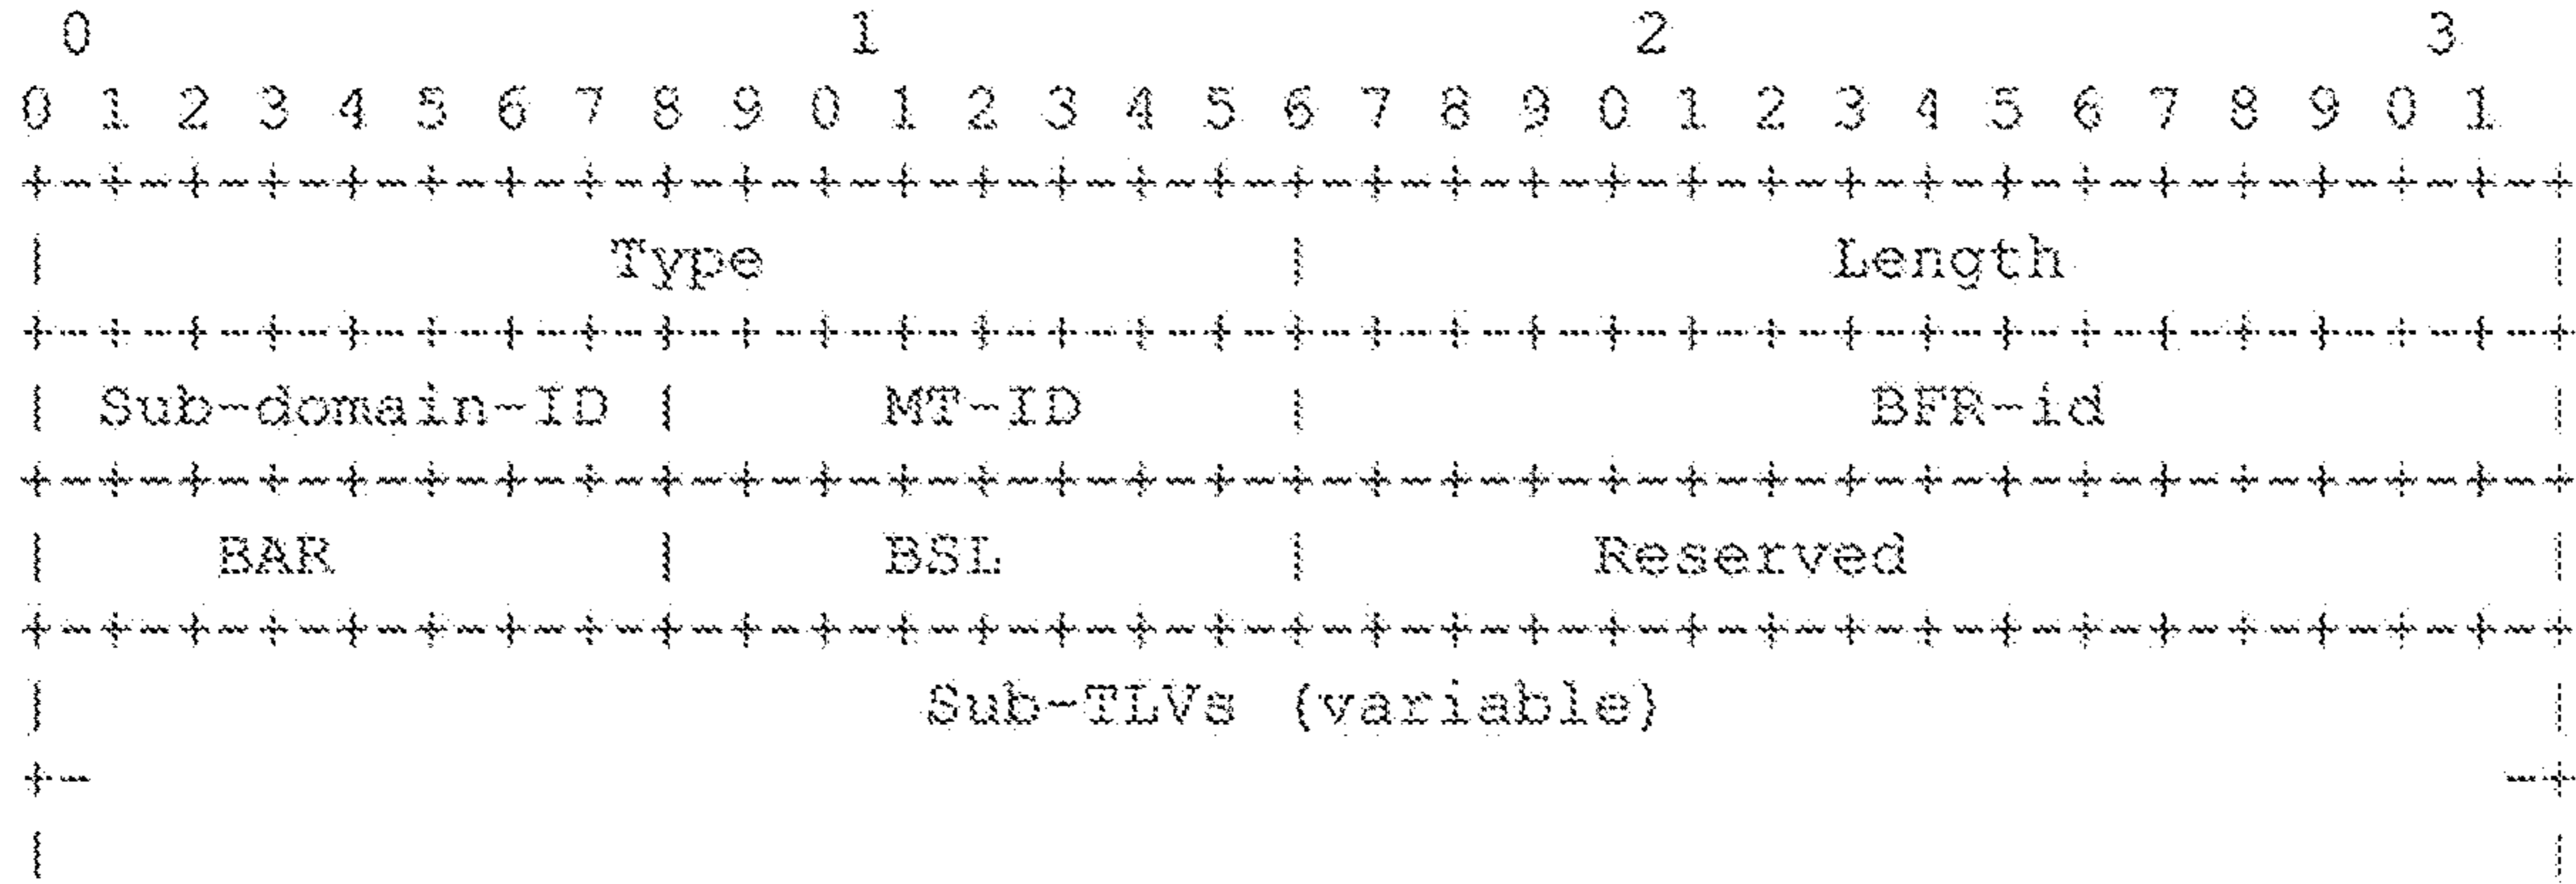 0                   1                   2                   3
0 1 2 3 4 5 6 7 8 9 0 1 2 3 4 5 6 7 8 9 0 1 2 3 4 5 6 7 8 9 0 1
+-+-+-+-+-+-+-+-+-+-+-+-+-+-+-+-+-+-+-+-+-+-+-+-+-+-+-+-+-+-+-+-+
|              Type             |             Length            |
+-+-+-+-+-+-+-+-+-+-+-+-+-+-+-+-+-+-+-+-+-+-+-+-+-+-+-+-+-+-+-+-+
| Sub-domain-ID |     MT-ID     |              BFR-id           |
+-+-+-+-+-+-+-+-+-+-+-+-+-+-+-+-+-+-+-+-+-+-+-+-+-+-+-+-+-+-+-+-+
|    BAR        |     BSL       |       Reserved                |
+-+-+-+-+-+-+-+-+-+-+-+-+-+-+-+-+-+-+-+-+-+-+-+-+-+-+-+-+-+-+-+-+
|                      Sub-TLVs (variable)                      |
+-                                                             -+
|                                                               |